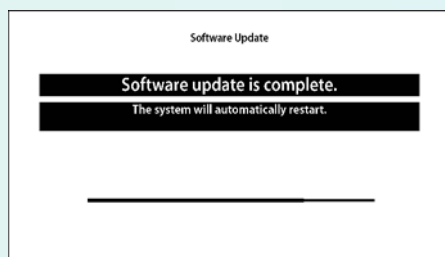 Software Update
Software update is complete.
The system will automatically restart.